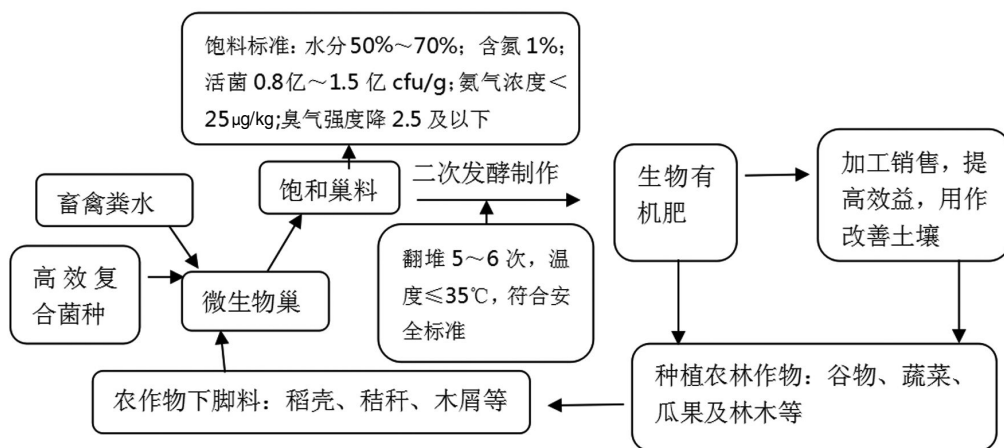 饱料标准：水分50%～70%；含氮1%；
活菌0.8亿～1.5亿cfu/g；氨气浓度＜
25μg/kg;臭气强度降2.5及以下
畜禽粪水
饱和巢料
二次发酵制作
生物有
机肥
加工销售，提
高效益，用作
改善土壤
高效复
合菌种
微生物巢
翻堆5～6次，温
度≤35℃，符合安
全标准
农作物下脚料：稻壳、秸秆、木屑等
种植农林作物：谷物、蔬菜、
瓜果及林木等